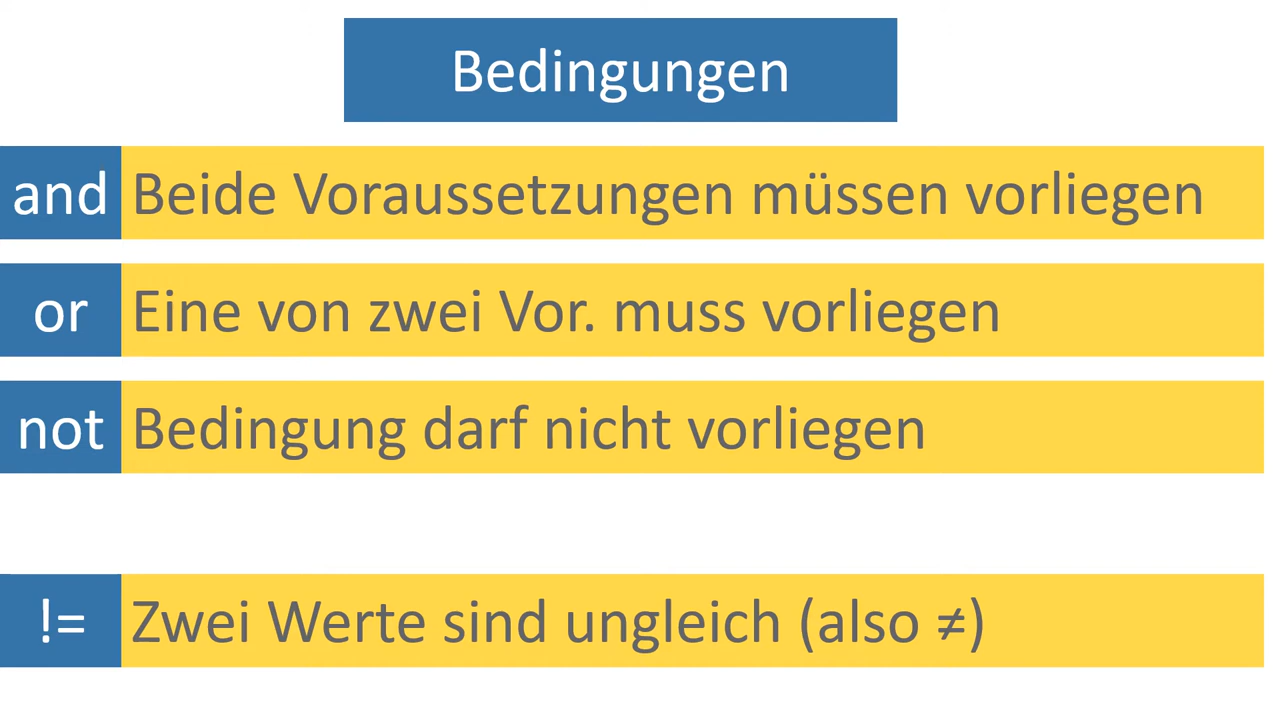 Bedingungen
and Beide Voraussetzungen müssen vorliegen
or Eine von zwei Vor. muss vorliegen
not Bedingung darf nicht vorliegen
!= Zwei Werte sind ungleich (also ≠)